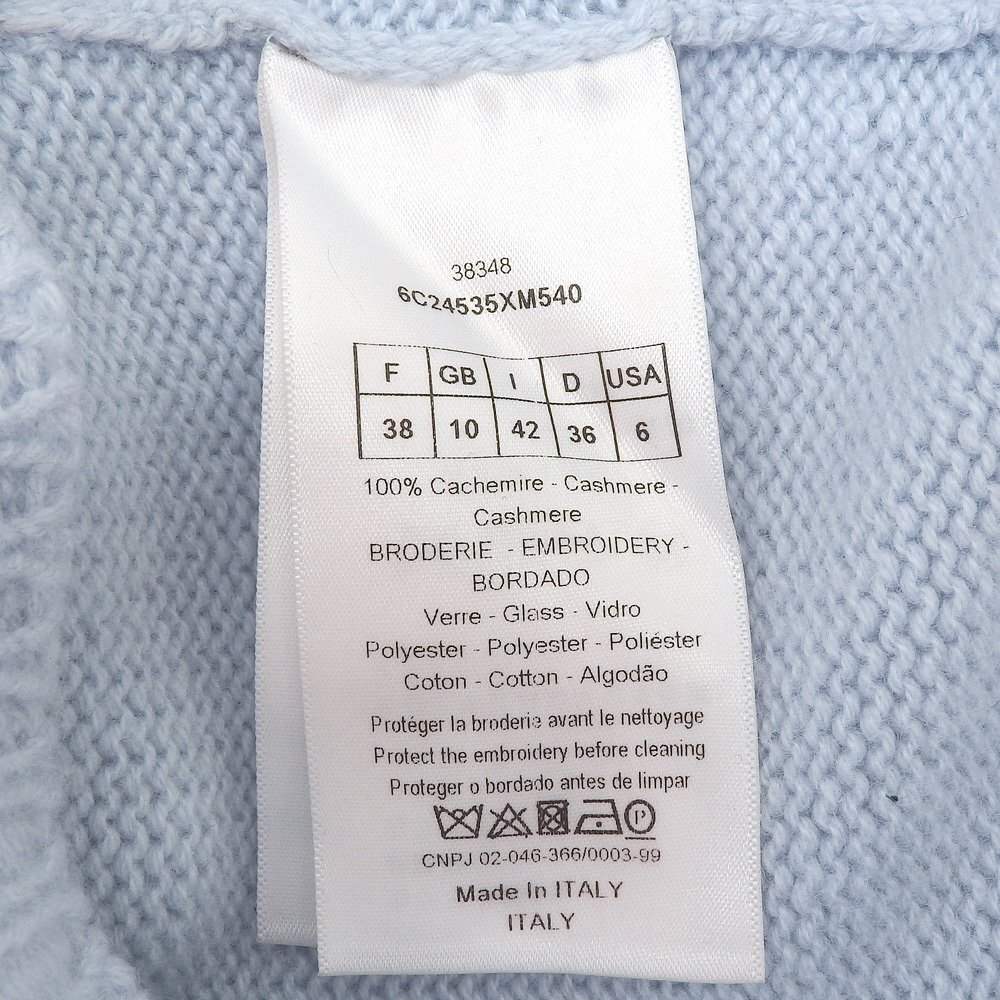 38348
6C24535XM540
F GB I D USA
38 10 42 36 6
100% Cachemire - Cashmere -
Cashmere
BRODERIE - EMBROIDERY -
BORDADO
Verre - Glass - Vidro
Polyester - Polyester - Poliéster
Coton - Cotton - Algodão
Protéger la broderie avant le nettoyage
Protect the embroidery before cleaning
Proteger o bordado antes de limpar
P
CNPJ 02-046-366/0003-99
Made In ITALY
ITALY